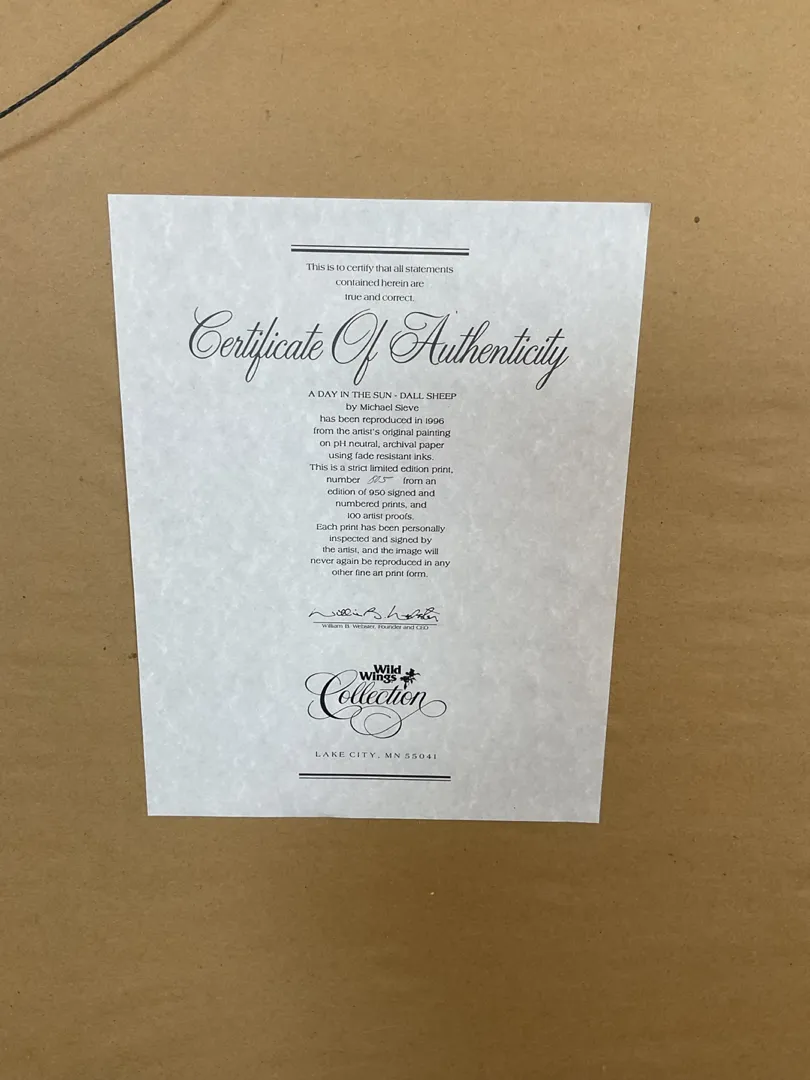 This is to certify that all statements
contained herein are
true and correct.
Certificate Of Authenticity
A DAY IN THE SUN - DALL SHEEP
by Michael Sieve
has been reproduced in 1996
from the artist's original painting
on pH neutral, archival paper
using fade resistant inks.
This is a strict limited edition print,
number from an
edition of 950 signed and
numbered prints, and
100 artist proofs.
Each print has been personally
inspected and signed by
the artist, and the image will
never again be reproduced in any
other fine art print form.
William B. Webster
William B. Webster, Founder and CEO
Wild
Wings
Collection
LAKE CITY, MN 55041